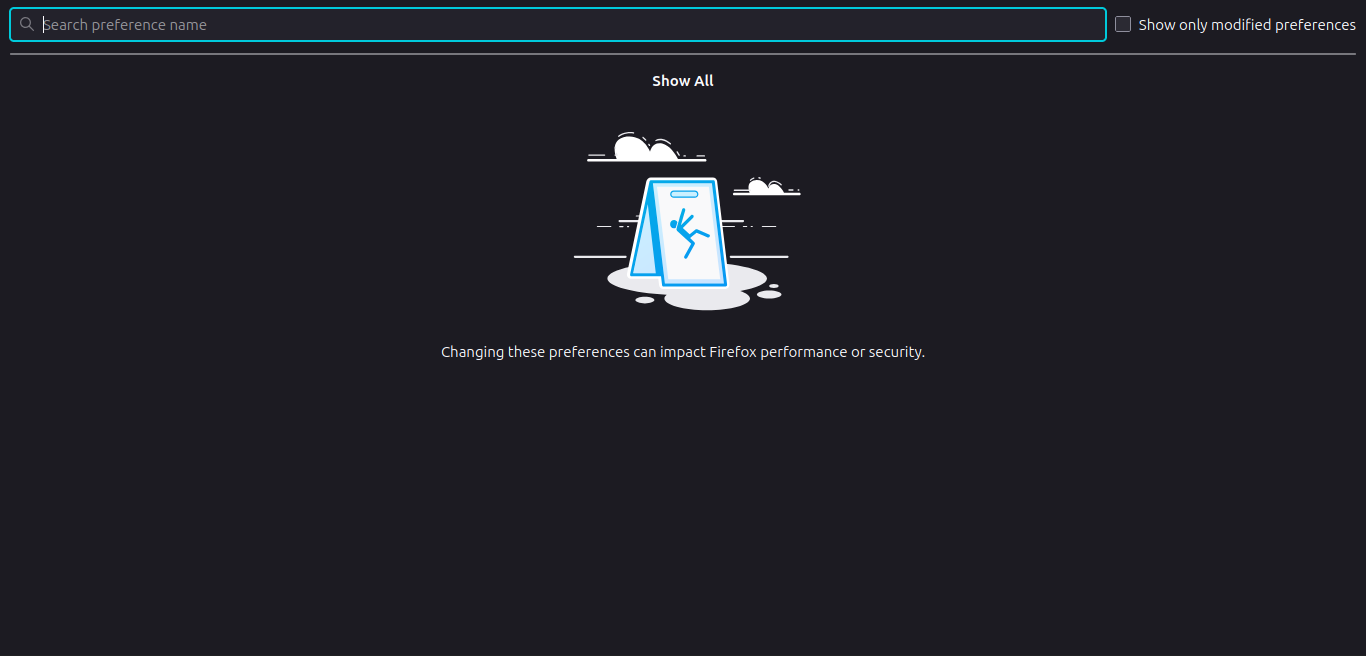 Search preference name
Show only modified preferences
Show All
Changing these preferences can impact Firefox performance or security.